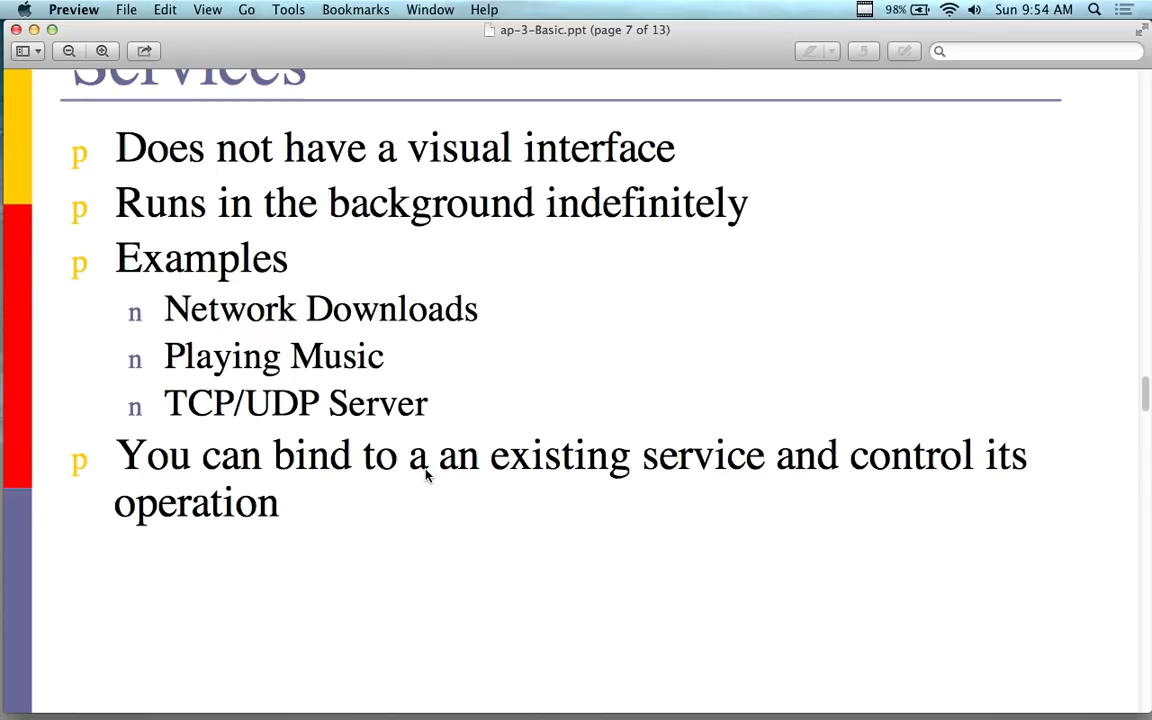 Preview File Edit View Go Tools Bookmarks Window Help 98% Sun 9:54 AM
ap-3-Basic.ppt (page 7 of 13)
Services
p Does not have a visual interface
p Runs in the background indefinitely
p Examples
n Network Downloads
n Playing Music
n TCP/UDP Server
p You can bind to a an existing service and control its
operation